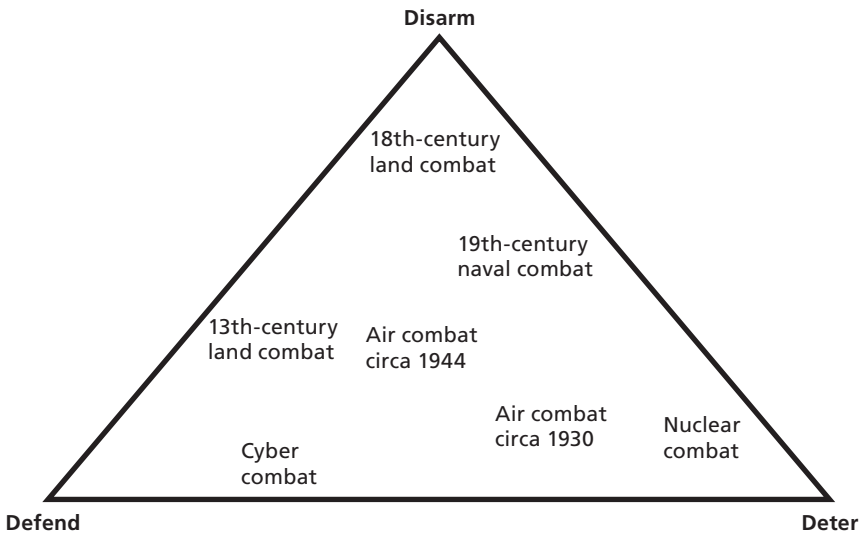 Disarm
18th-century
land combat
19th-century
naval combat
13th-century
land combat
Air combat
circa 1944
Air combat
circa 1930
Nuclear
combat
Cyber
combat
Defend
Deter